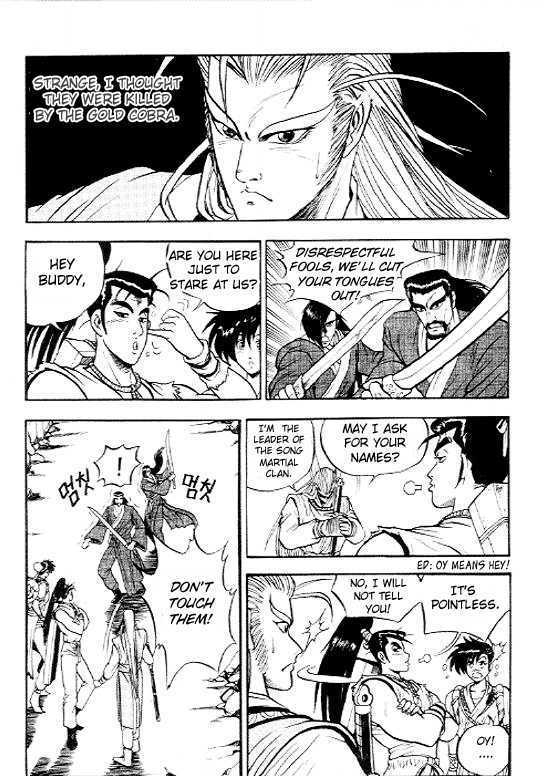 STRANGE, I THOUGHT
THEY WERE KILLED
BY THE GOLD COBRA.
HEY
BUDDY,
ARE YOU HERE
JUST TO
STARE AT US?
DISRESPECTFUL
FOOLS, WE'LL CUT
YOUR TONGUES
OUT!
멈칫
!
멈칫
DON'T
TOUCH
THEM!
I'M THE
LEADER OF
THE SONG
MARTIAL
CLAN.
MAY I ASK
FOR YOUR
NAMES?
ED: OY MEANS HEY!
NO, I WILL
NOT TELL
YOU!
IT'S
POINTLESS.
OY!
....